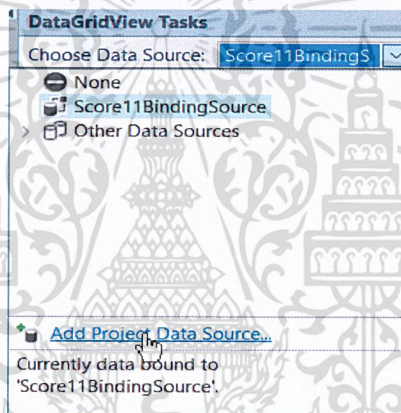 DataGridView Tasks
Choose Data Source: Score11BindingS
None
Score11BindingSource
Other Data Sources
Add Project Data Source...
Currently data bound to
'Score11BindingSource'.